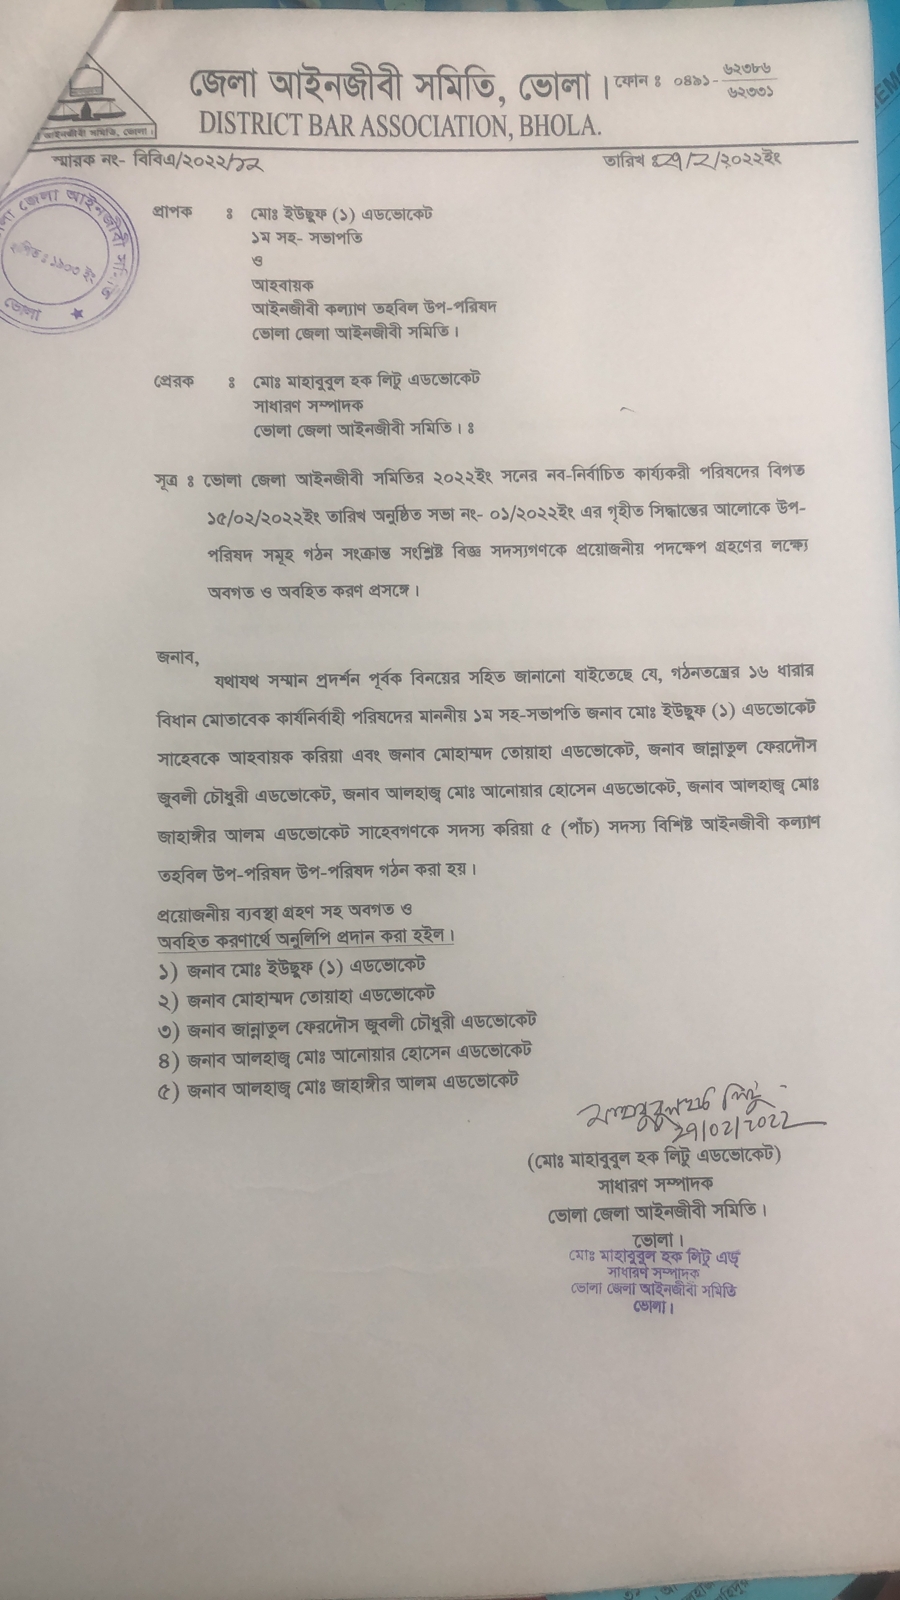 জেলা আইনজীবী সমিতি, ভোলা। ফোন ঃ ০৪৯১-
৬২৩৮৬
৬২৩৩১
DISTRICT BAR ASSOCIATION, BHOLA.
আইনজীবী সমিতি, ভোলা।
স্মারক নং- বিবিএ/২০২২/১২
তারিখ ঃ ২৭/২/২০২২ইং
জেলা আইনজীবী সমিতি
স্থাপিত ঃ ১৯০০ ইং
ভোলা
প্রাপক ঃ মোঃ ইউছুফ (১) এডভোকেট
১ম সহ- সভাপতি
ও
আহবায়ক
আইনজীবী কল্যাণ তহবিল উপ-পরিষদ
ভোলা জেলা আইনজীবী সমিতি।
প্রেরক ঃ মোঃ মাহাবুবুল হক লিটু এডভোকেট
সাধারণ সম্পাদক
ভোলা জেলা আইনজীবী সমিতি। ঃ
সূত্র ঃ ভোলা জেলা আইনজীবী সমিতির ২০২২ইং সনের নব-নির্বাচিত কার্য্যকরী পরিষদের বিগত
১৫/০২/২০২২ইং তারিখ অনুষ্ঠিত সভা নং- ০১/২০২২ইং এর গৃহীত সিদ্ধান্তের আলোকে উপ-
পরিষদ সমূহ গঠন সংক্রান্ত সংশ্লিষ্ট বিজ্ঞ সদস্যগণকে প্রয়োজনীয় পদক্ষেপ গ্রহণের লক্ষ্যে
অবগত ও অবহিত করণ প্রসঙ্গে।
জনাব,
যথাযথ সম্মান প্রদর্শন পূর্বক বিনয়ের সহিত জানানো যাইতেছে যে, গঠনতন্ত্রের ১৬ ধারার
বিধান মোতাবেক কার্যনির্বাহী পরিষদের মাননীয় ১ম সহ-সভাপতি জনাব মোঃ ইউছুফ (১) এডভোকেট
সাহেবকে আহবায়ক করিয়া এবং জনাব মোহাম্মদ তোয়াহা এডভোকেট, জনাব জান্নাতুল ফেরদৌস
জুবলী চৌধুরী এডভোকেট, জনাব আলহাজ্ব মোঃ আনোয়ার হোসেন এডভোকেট, জনাব আলহাজ্ব মোঃ
জাহাঙ্গীর আলম এডভোকেট সাহেবগণকে সদস্য করিয়া ৫ (পাঁচ) সদস্য বিশিষ্ট আইনজীবী কল্যাণ
তহবিল উপ-পরিষদ উপ-পরিষদ গঠন করা হয়।
প্রয়োজনীয় ব্যবস্থা গ্রহণ সহ অবগত ও
অবহিত করণার্থে অনুলিপি প্রদান করা হইল।
১) জনাব মোঃ ইউছুফ (১) এডভোকেট
২) জনাব মোহাম্মদ তোয়াহা এডভোকেট
৩) জনাব জান্নাতুল ফেরদৌস জুবলী চৌধুরী এডভোকেট
৪) জনাব আলহাজ্ব মোঃ আনোয়ার হোসেন এডভোকেট
৫) জনাব আলহাজ্ব মোঃ জাহাঙ্গীর আলম এডভোকেট
মাহাবুবুল হক লিটু
২৭/০২/২০২২
(মোঃ মাহাবুবুল হক লিটু এডভোকেট)
সাধারণ সম্পাদক
ভোলা জেলা আইনজীবী সমিতি।
ভোলা।
মোঃ মাহাবুবুল হক লিটু এড
সাধারণ সম্পাদক
ভোলা জেলা আইনজীবী সমিতি
ভোলা।